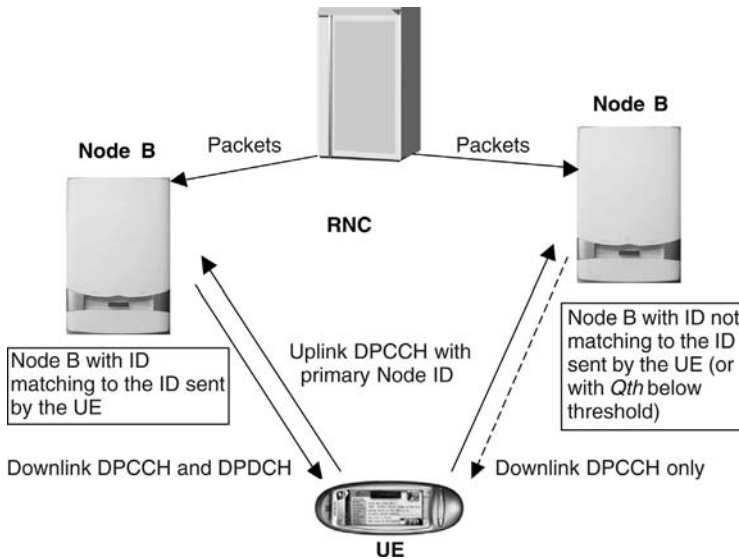 Node B
Packets
Packets
Node B
RNC
Node B with ID
matching to the ID sent
by the UE
Uplink DPCCH with
primary Node ID
Node B with ID not
matching to the ID
sent by the UE (or
with Qth below
threshold)
Downlink DPCCH and DPDCH
Downlink DPCCH only
UE